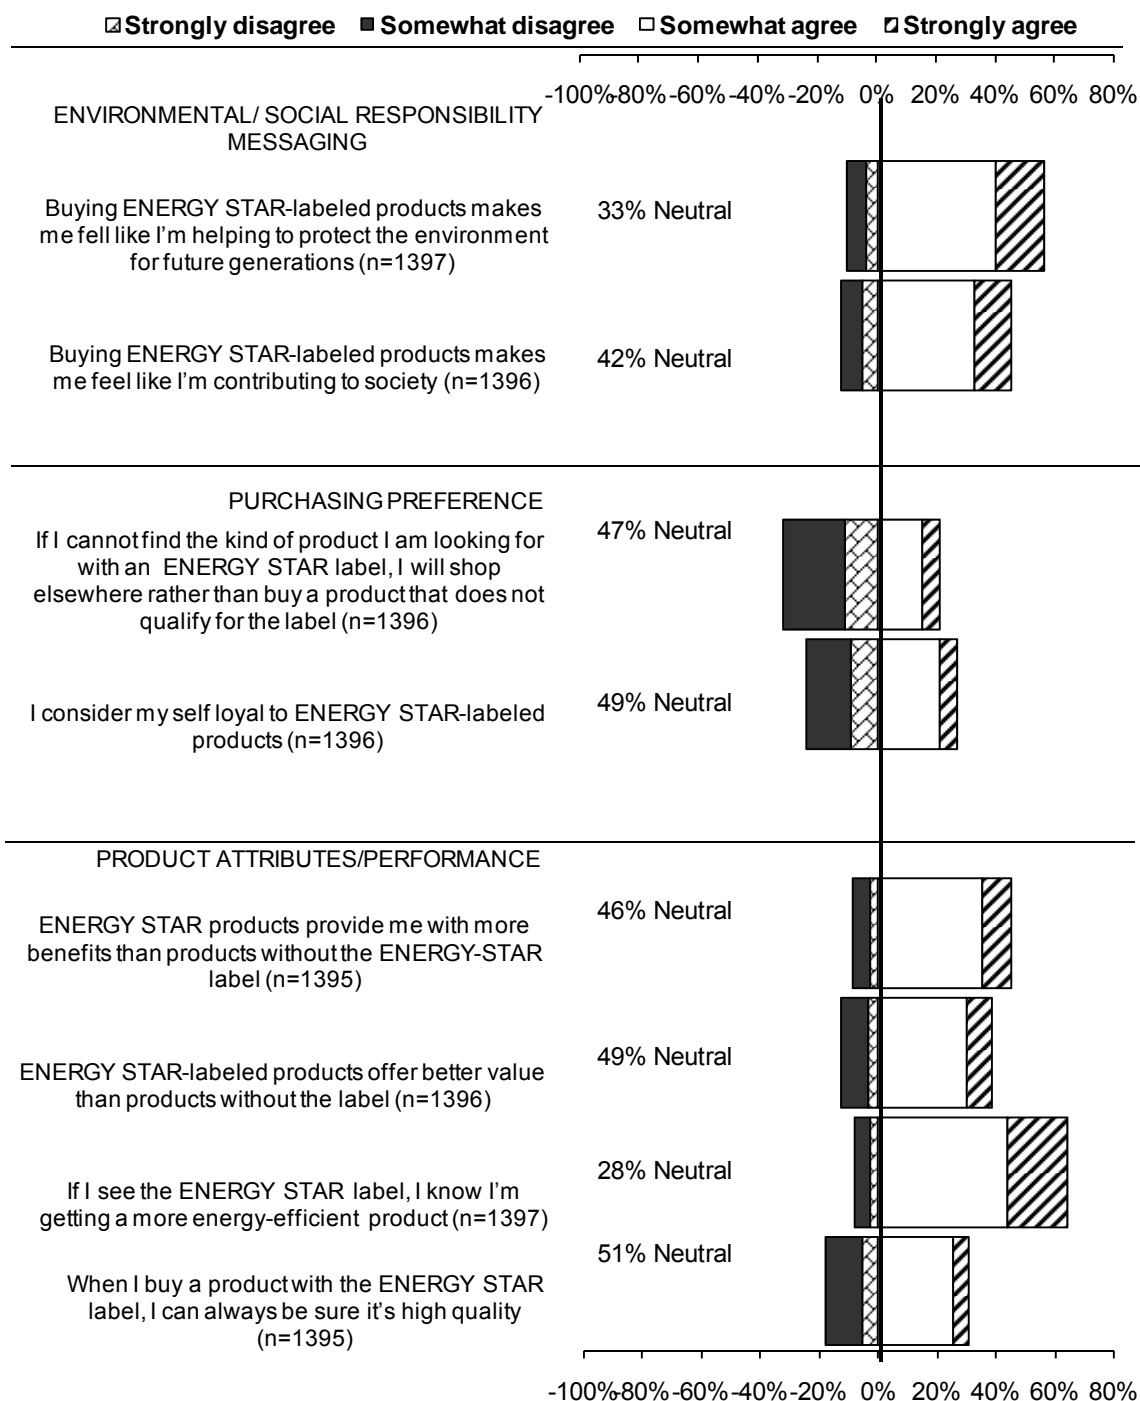 Strongly disagree Somewhat disagree Somewhat agree Strongly agree
-100% -80% -60% -40% -20% 0% 20% 40% 60% 80%
ENVIRONMENTAL/ SOCIAL RESPONSIBILITY
MESSAGING
Buying ENERGY STAR-labeled products makes
me fell like I'm helping to protect the environment
for future generations (n=1397)
33% Neutral
Buying ENERGY STAR-labeled products makes
me feel like I'm contributing to society (n=1396)
42% Neutral
PURCHASING PREFERENCE
If I cannot find the kind of product I am looking for
with an ENERGY STAR label, I will shop
elsewhere rather than buy a product that does not
qualify for the label (n=1396)
47% Neutral
I consider my self loyal to ENERGY STAR-labeled
products (n=1396)
49% Neutral
PRODUCT ATTRIBUTES/PERFORMANCE
ENERGY STAR products provide me with more
benefits than products without the ENERGY-STAR
label (n=1395)
46% Neutral
ENERGY STAR-labeled products offer better value
than products without the label (n=1396)
49% Neutral
If I see the ENERGY STAR label, I know I'm
getting a more energy-efficient product (n=1397)
28% Neutral
When I buy a product with the ENERGY STAR
label, I can always be sure it's high quality
(n=1395)
51% Neutral
-100% -80% -60% -40% -20% 0% 20% 40% 60% 80%